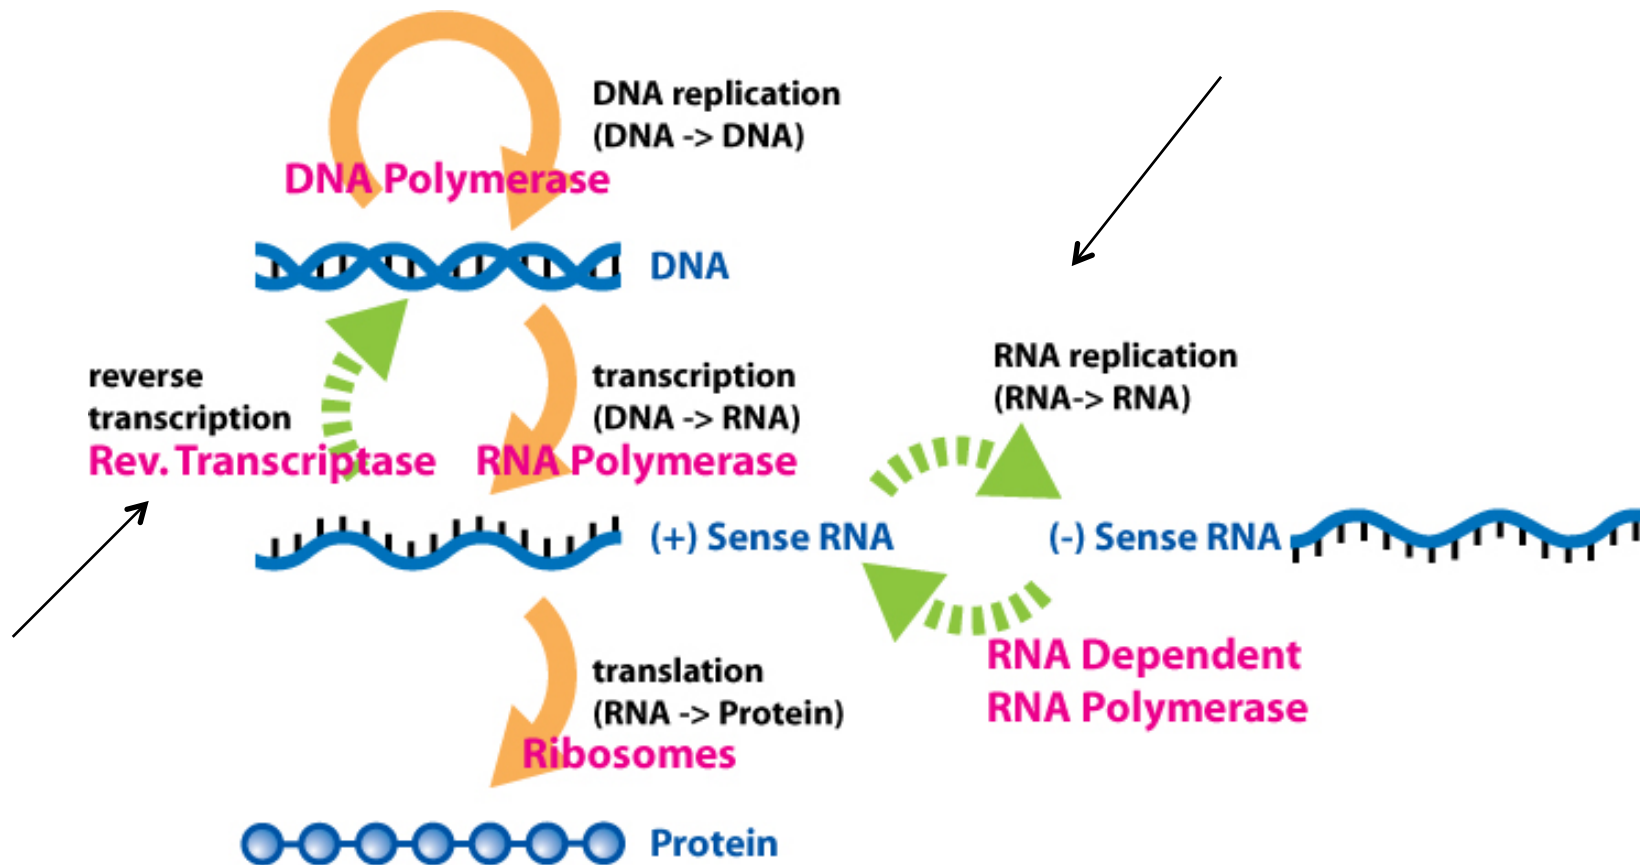 DNA replication
(DNA -> DNA)
DNA Polymerase
DNA
reverse
transcription
Rev. Transcriptase
transcription
(DNA -> RNA)
RNA Polymerase
RNA replication
(RNA-> RNA)
(+) Sense RNA
(-) Sense RNA
RNA Dependent
RNA Polymerase
translation
(RNA -> Protein)
Ribosomes
Protein